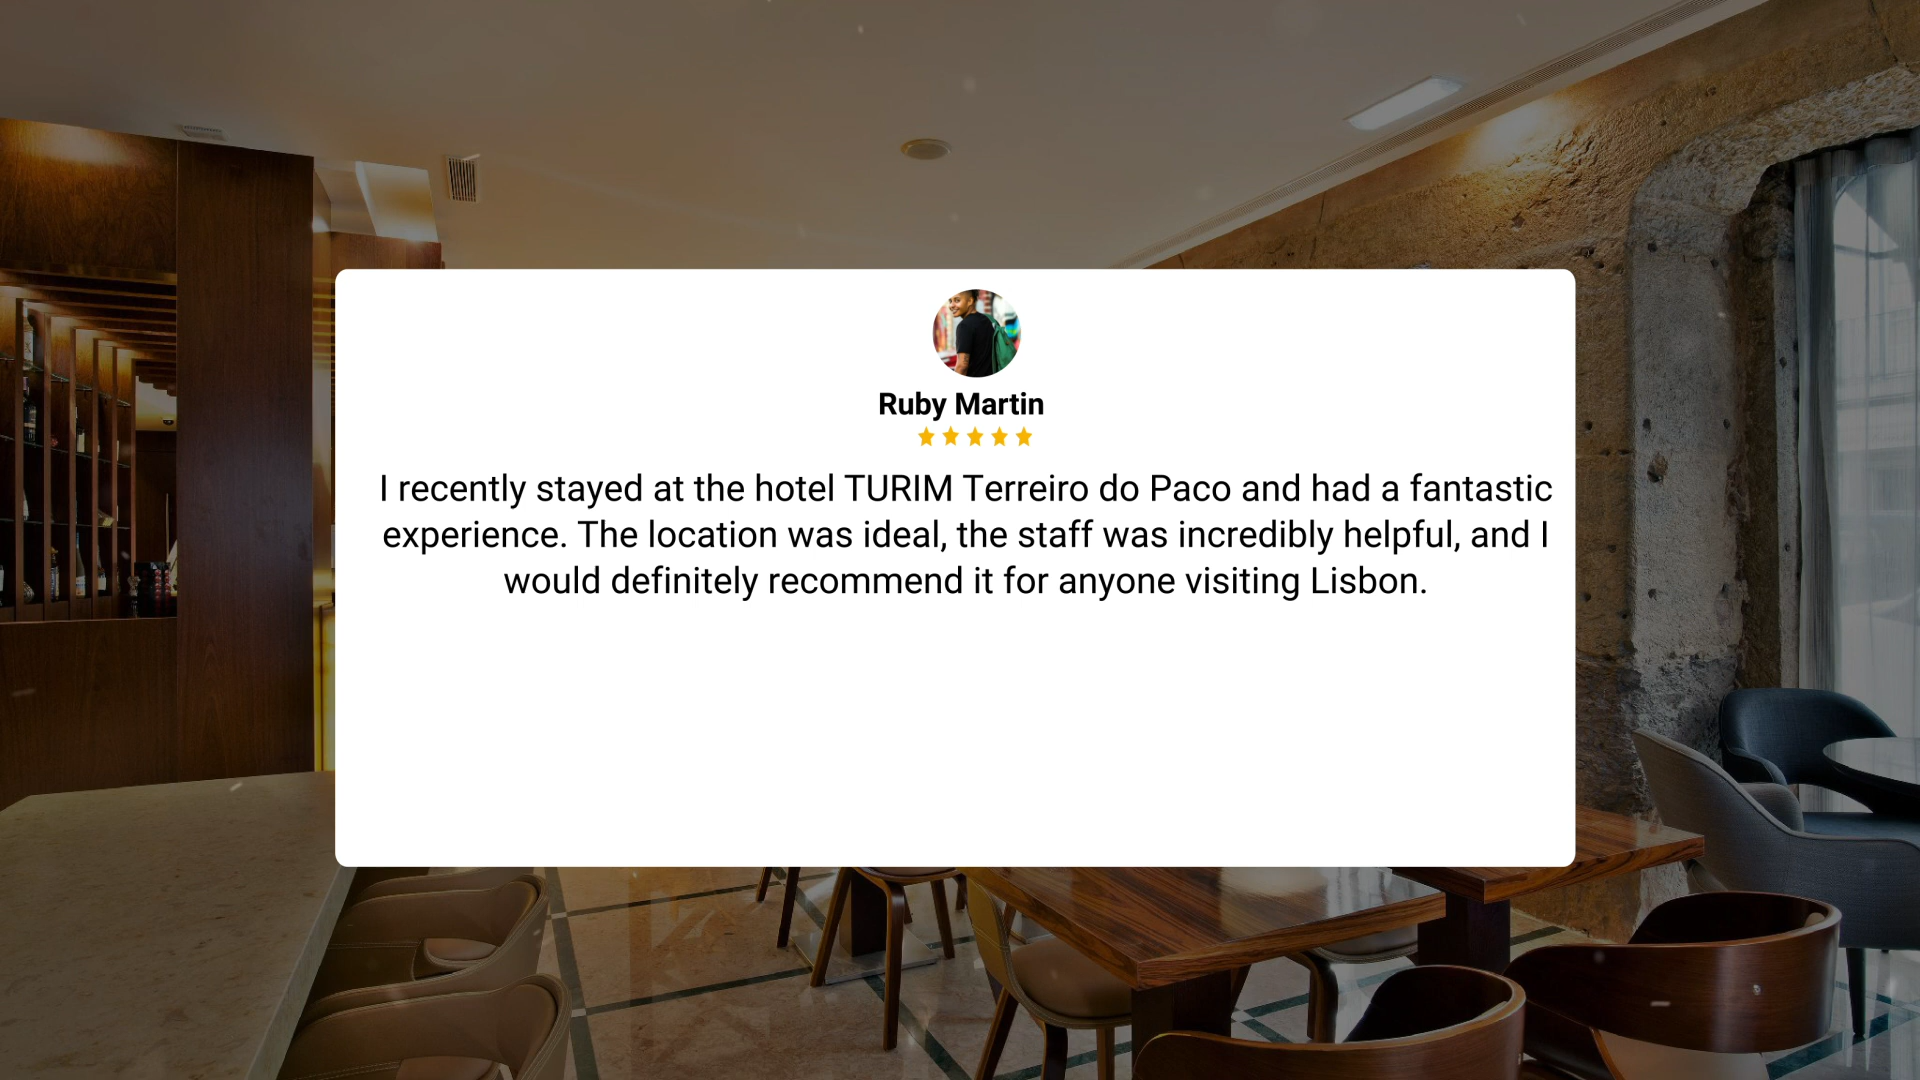 Ruby Martin
I recently stayed at the hotel TURIM Terreiro do Paco and had a fantastic
experience. The location was ideal, the staff was incredibly helpful, and I
would definitely recommend it for anyone visiting Lisbon.